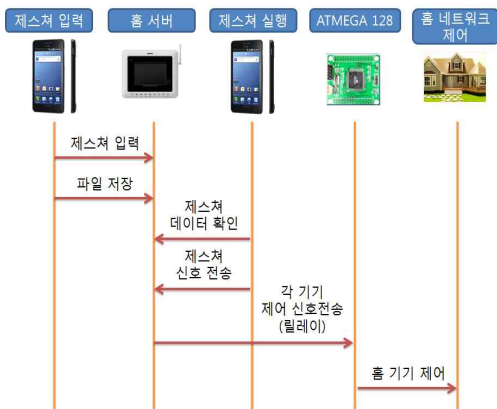 제스쳐 입력
홈 서버
제스쳐 실행
ATMEGA 128
홈 네트워크
제어
제스쳐 입력
파일 저장
제스쳐
데이터 확인
제스쳐
신호 전송
각 기기
제어 신호전송
(릴레이)
홈 기기 제어